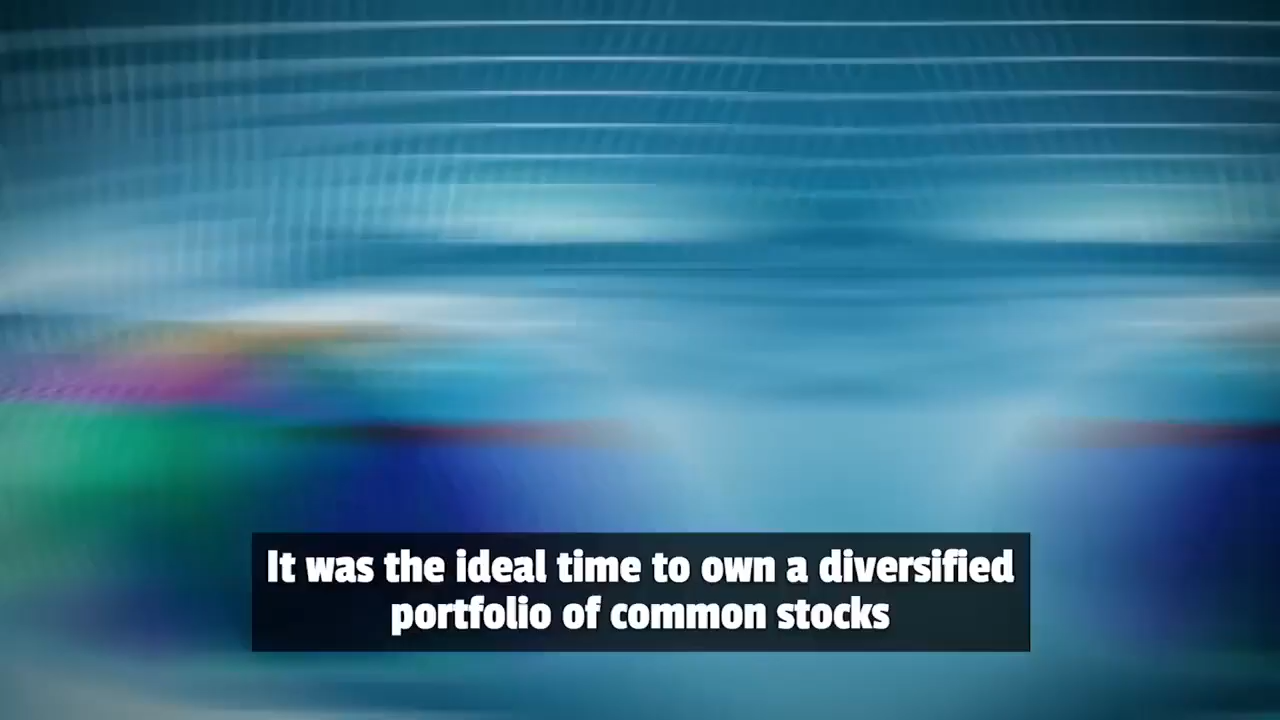 It was the ideal time to own a diversified
portfolio of common stocks